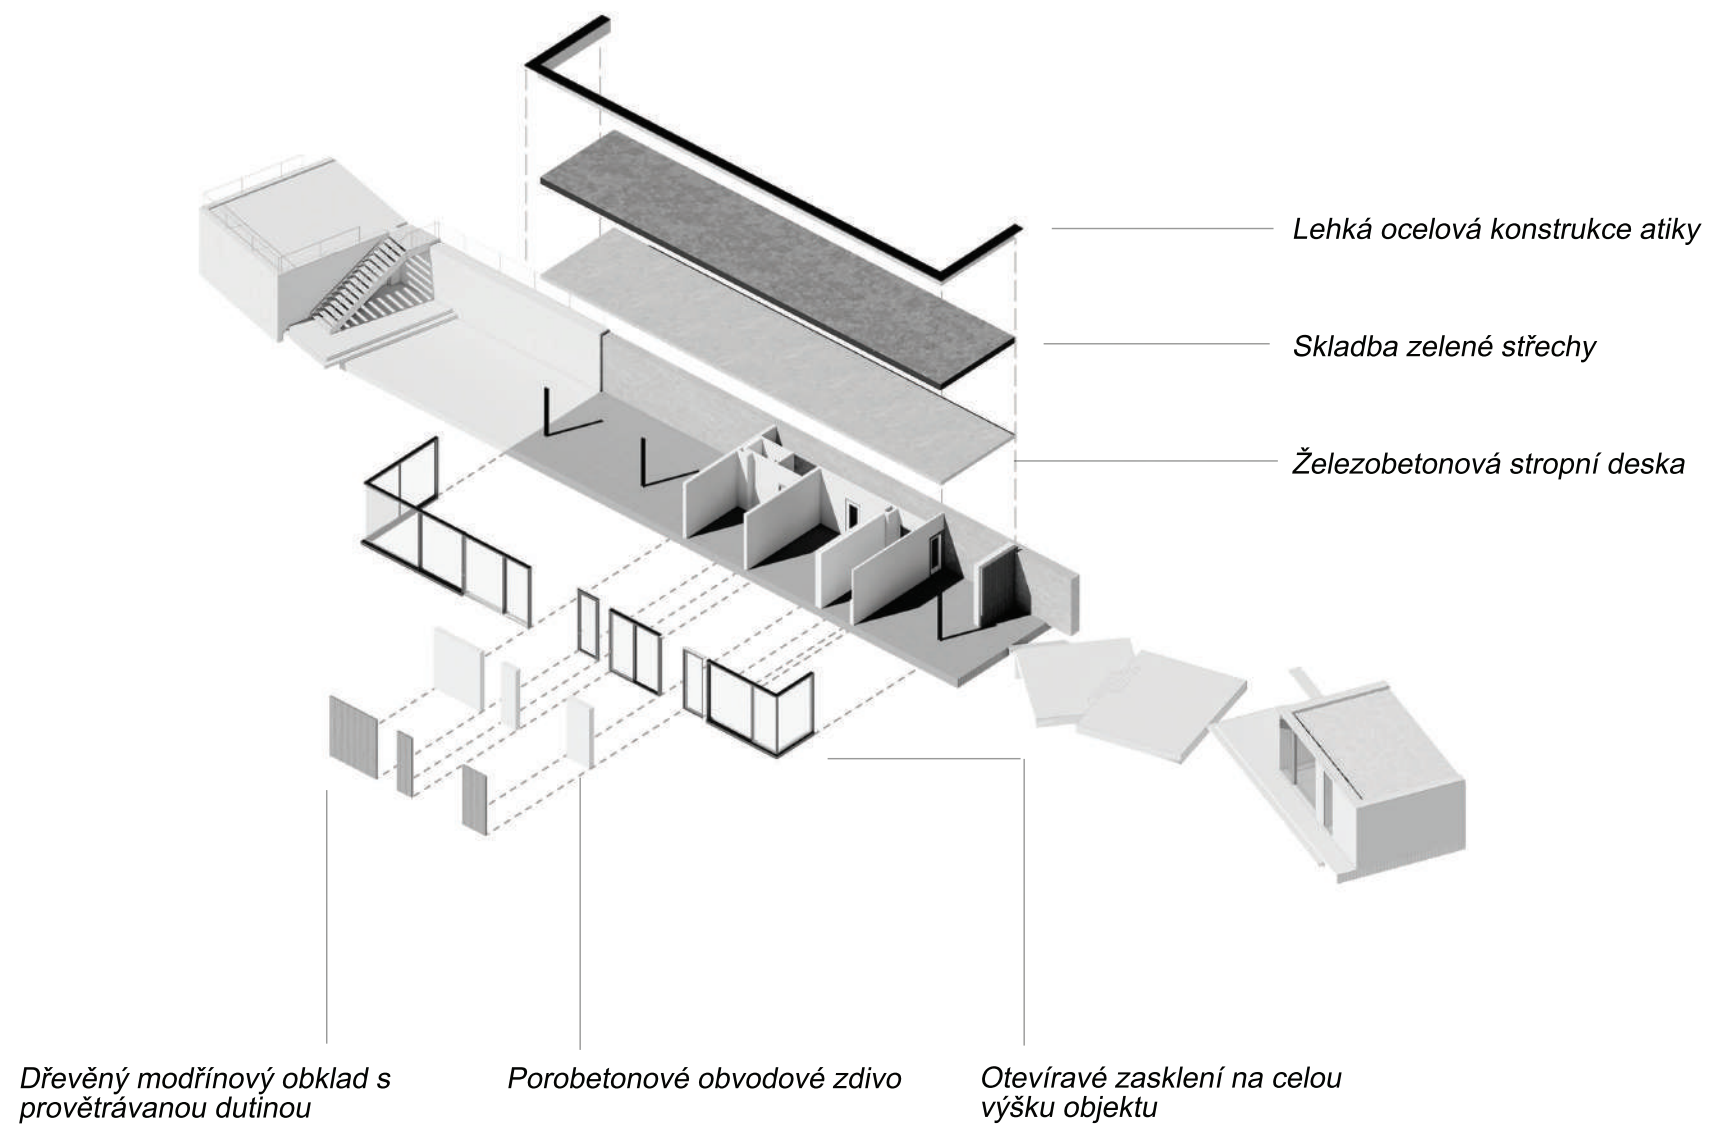 Lehká ocelová konstrukce atiky
Skladba zelené střechy
Železobetonová stropní deska
Dřevěný modřínový obklad s
provětrávanou dutinou
Porobetonové obvodové zdivo
Otevíravé zasklení na celou
výšku objektu